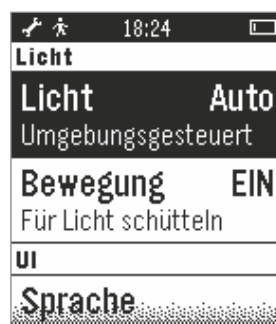 18:24
Licht
Licht Auto
Umgebungsgesteuert
Bewegung EIN
Für Licht schütteln
UI
Sprache